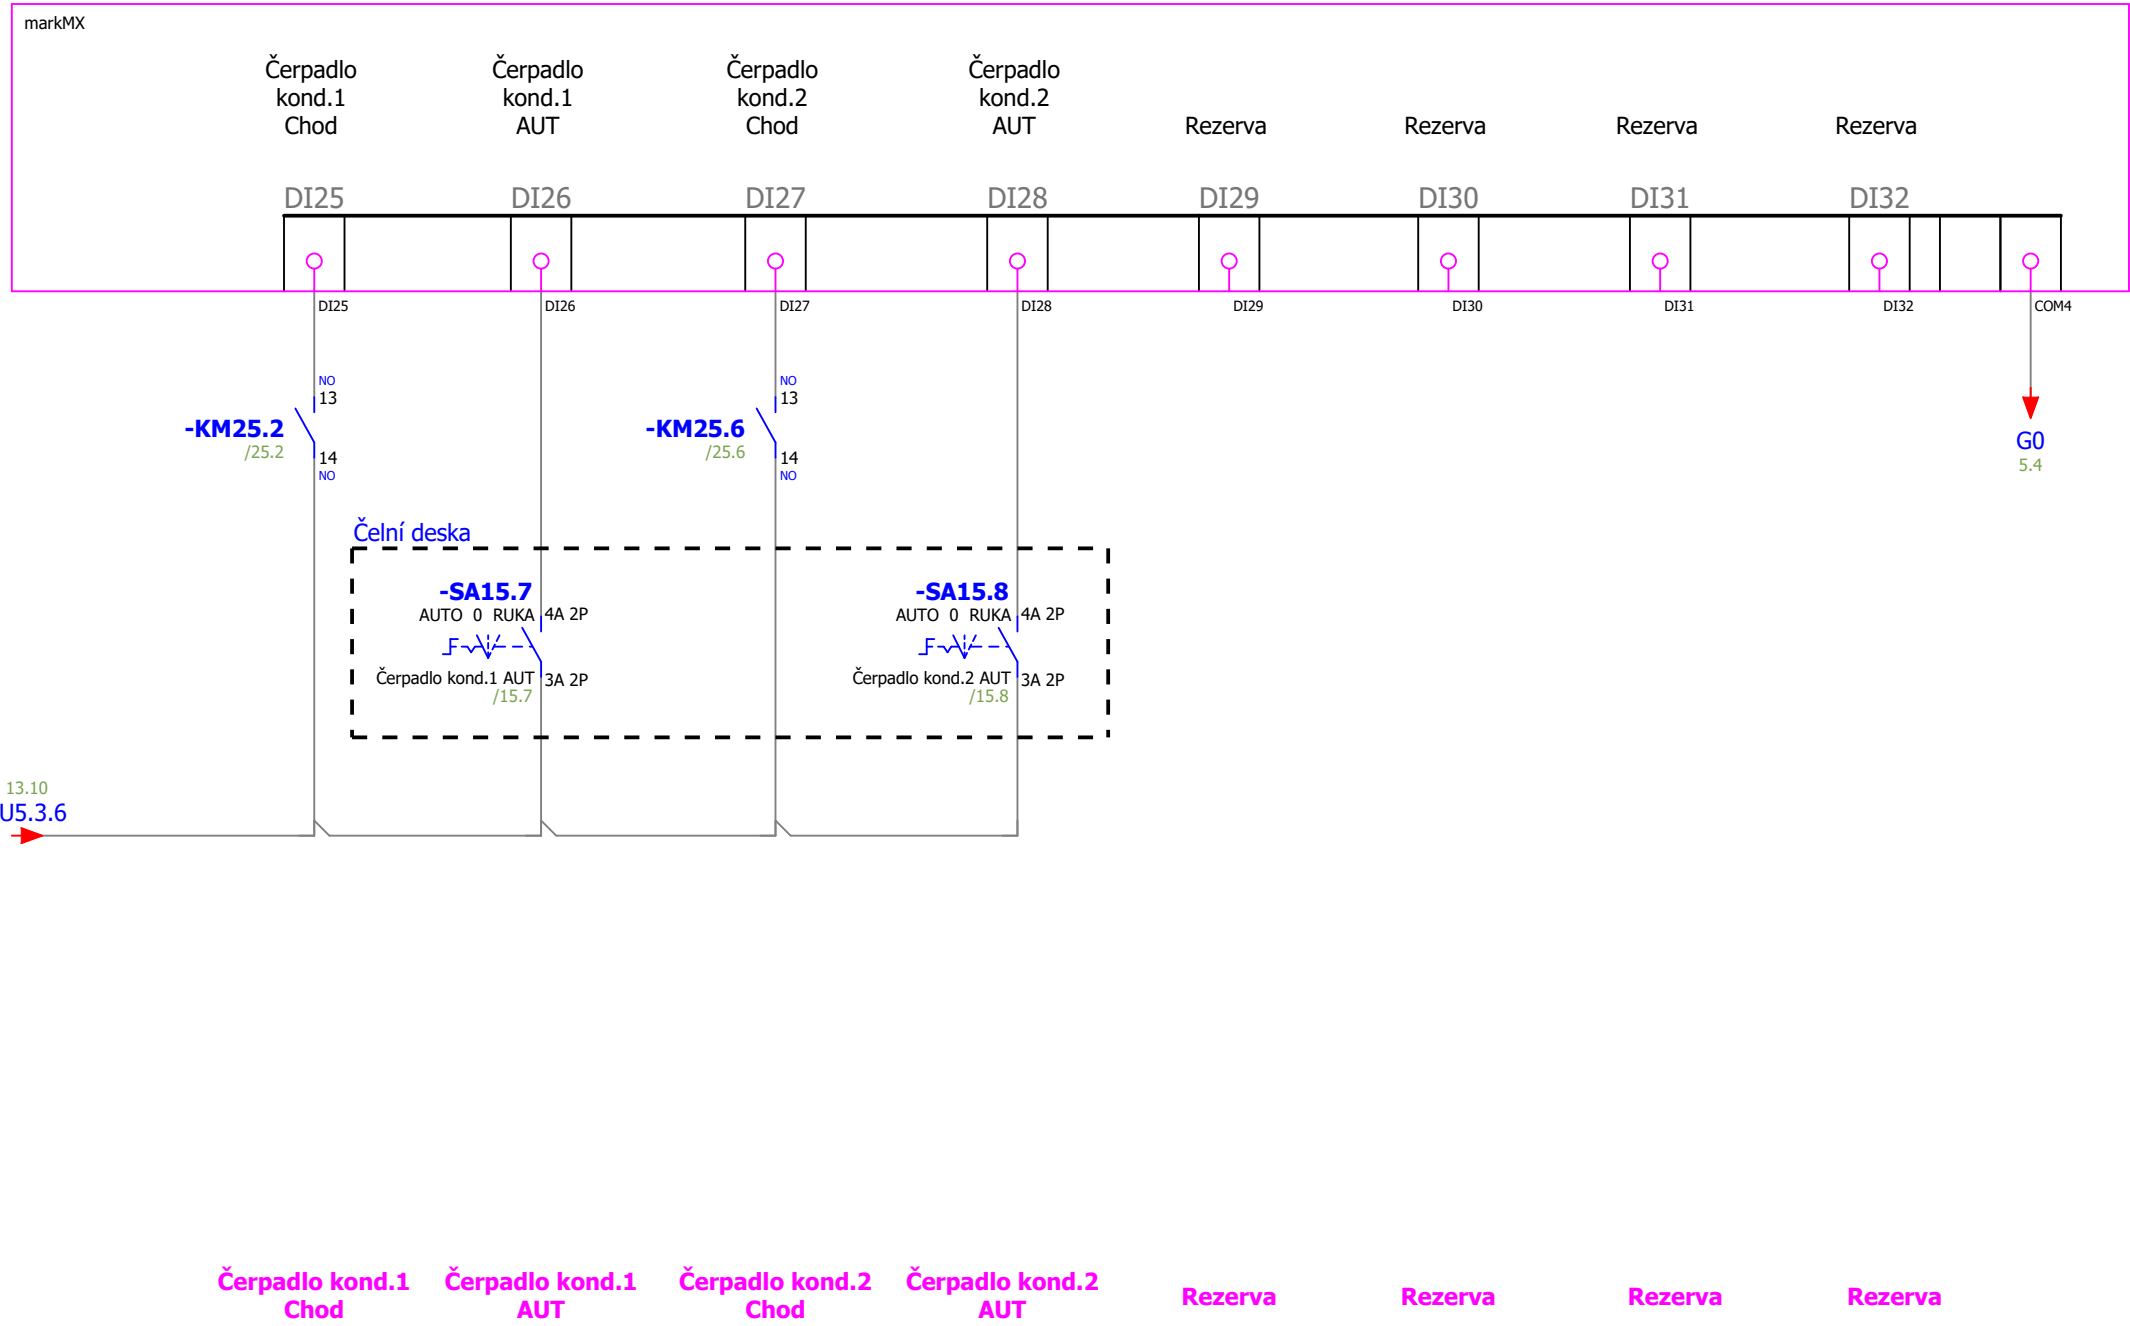 markMX
Čerpadlo
kond.1
Chod
Čerpadlo
kond.1
AUT
Čerpadlo
kond.2
Chod
Čerpadlo
kond.2
AUT
Rezerva
Rezerva
Rezerva
Rezerva
DI25
DI26
DI27
DI28
DI29
DI30
DI31
DI32
DI25
DI26
DI27
DI28
DI29
DI30
DI31
DI32
COM4
NO
13
-KM25.2
/25.2
14
NO
NO
13
-KM25.6
/25.6
14
NO
G0
5.4
Čelní deska
-SA15.7
AUTO 0 RUKA
4A 2P
Čerpadlo kond.1 AUT
3A 2P
/15.7
-SA15.8
AUTO 0 RUKA
4A 2P
Čerpadlo kond.2 AUT
3A 2P
/15.8
13.10
U5.3.6
Čerpadlo kond.1
Chod
Čerpadlo kond.1
AUT
Čerpadlo kond.2
Chod
Čerpadlo kond.2
AUT
Rezerva
Rezerva
Rezerva
Rezerva